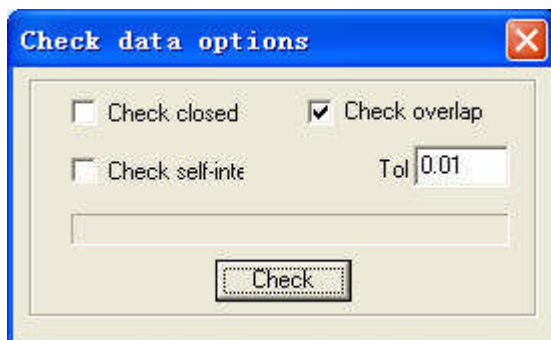 Check data options
Check closed
Check overlap
Check self-inte
Tol 0.01
Check